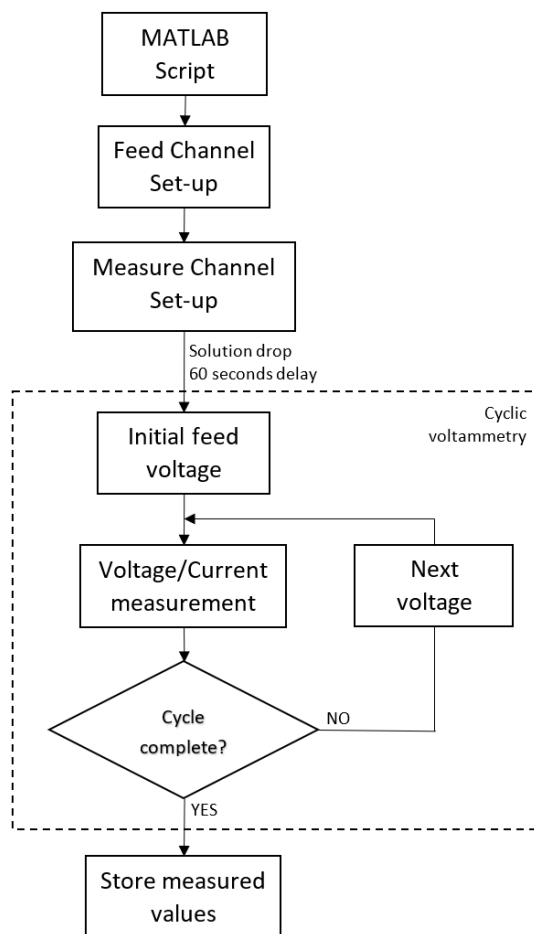 MATLAB
Script
Feed Channel
Set-up
Measure Channel
Set-up
Solution drop
60 seconds delay
Cyclic
voltammetry
Initial feed
voltage
Voltage/Current
measurement
Next
voltage
Cycle
complete?
NO
YES
Store measured
values